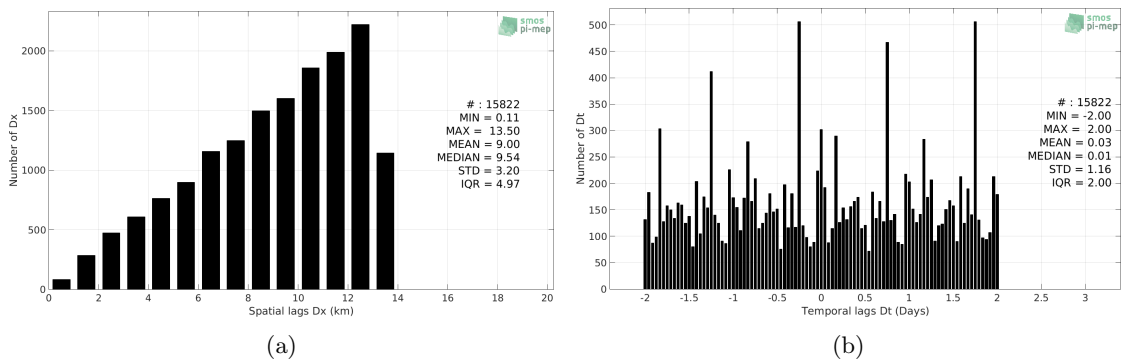 smos
pi-mep
2000
1500
1000
500
0
Number of Dx
# : 15822
MIN = 0.11
MAX = 13.50
MEAN = 9.00
MEDIAN = 9.54
STD = 3.20
IQR = 4.97
0 2 4 6 8 10 12 14 16 18 20
Spatial lags Dx (km)
(a)
smos
pi-mep
500
450
400
350
300
250
200
150
100
50
0
Number of Dt
# : 15822
MIN = -2.00
MAX = 2.00
MEAN = 0.03
MEDIAN = 0.01
STD = 1.16
IQR = 2.00
-2 -1.5 -1 -0.5 0 0.5 1 1.5 2 2.5 3
Temporal lags Dt (Days)
(b)